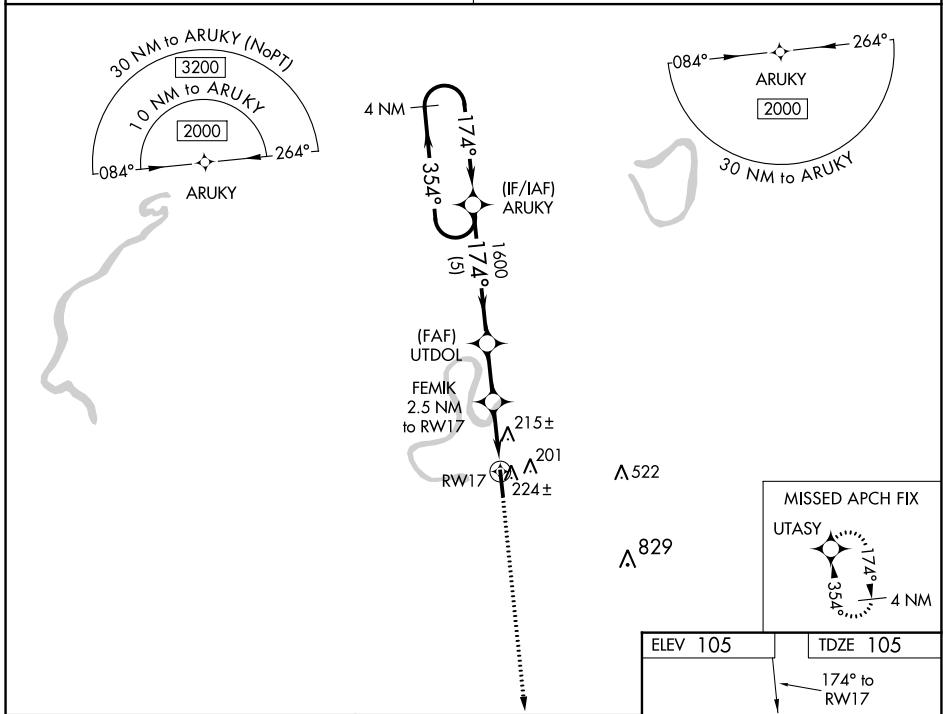 30 NM to ARUKY (NoPT)
3200
10 NM to ARUKY
2000
084°
264°
ARUKY
4 NM
174°
354°
(IF/IAF)
ARUKY
084°
264°
ARUKY
2000
30 NM to ARUKY
1600
174°
(5)
(FAF)
UTDOL
FEMIK
2.5 NM
to RW17
215±
201
RW17
224±
522
829
MISSED APCH FIX
UTASY
174°
354°
4 NM
ELEV 105
TDZE 105
174° to
RW17